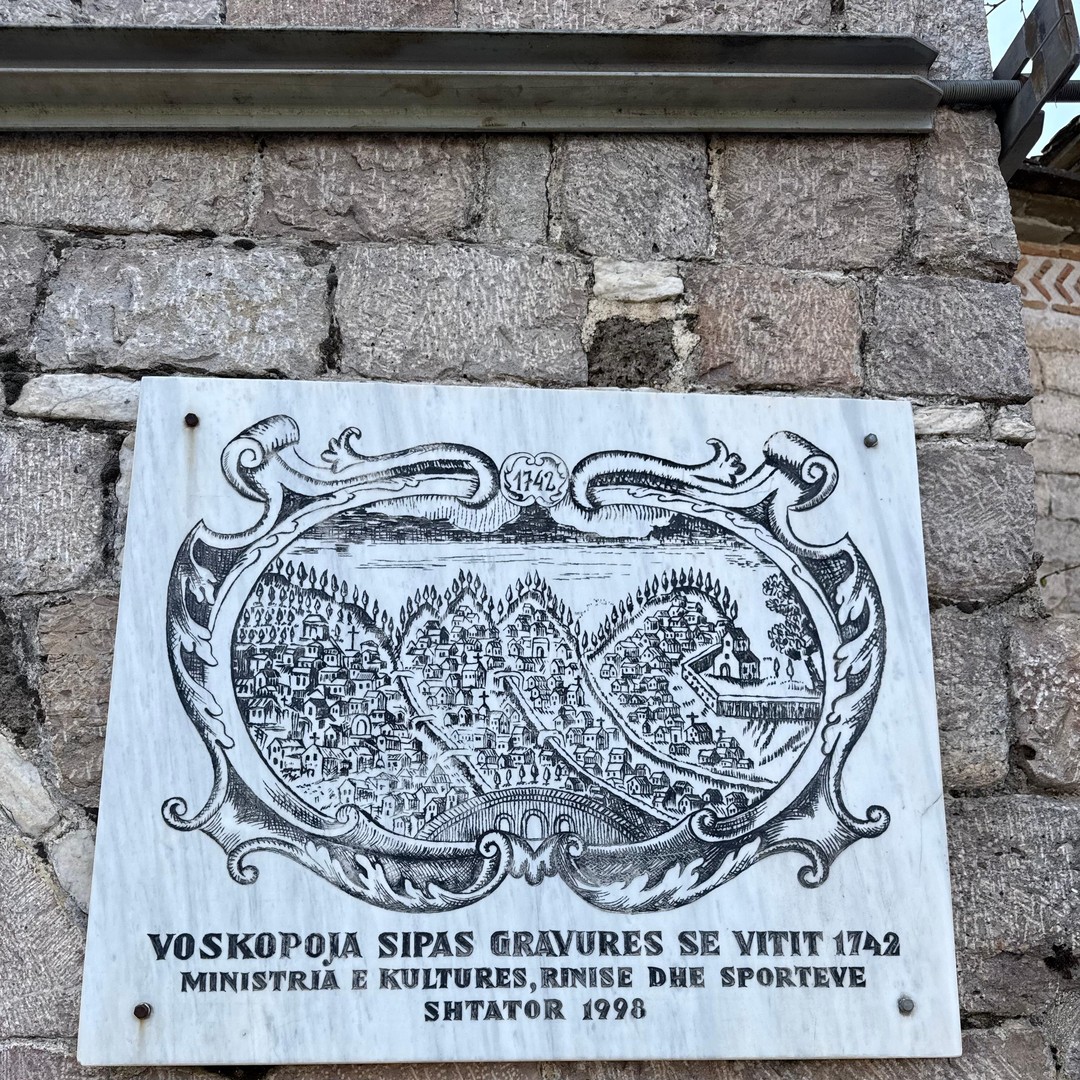 1742
VOSKOPOJA SIPAS GRAVURES SE VITIT 1742
MINISTRIA E KULTURES, RINISE DHE SPORTEVE
SHTATOR 1998